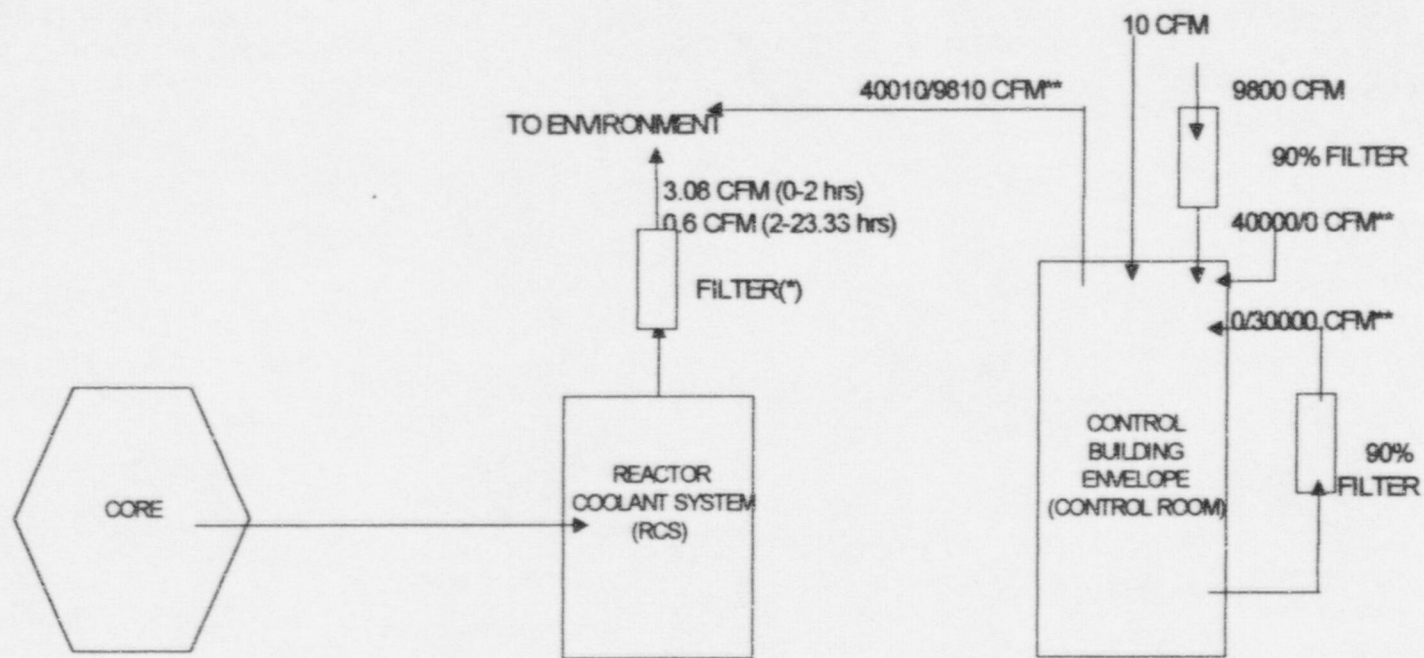 10 CFM
40010/9810 CFM**
9800 CFM
TO ENVIRONMENT
90% FILTER
3.08 CFM (0-2 hrs)
0.6 CFM (2-23.33 hrs)
40000/0 CFM**
FILTER(*)
0/30000 CFM**
CORE
REACTOR
COOLANT SYSTEM
(RCS)
CONTROL
BUILDING
ENVELOPE
(CONTROL ROOM)
90%
FILTER